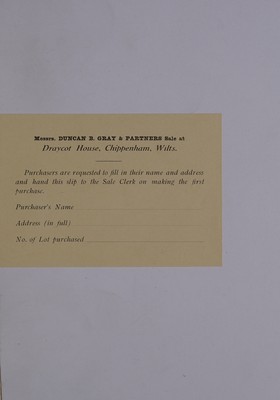 Messrs. DUNCAN B. GRAY & PARTNERS Sale at
Draycot House, Chippenham, Wilts.
Purchasers are requested to fill in their name and address
and hand this slip to the Sale Clerk on making the first
purchase.
Purchaser's Name
Address (in full)
No. of Lot purchased